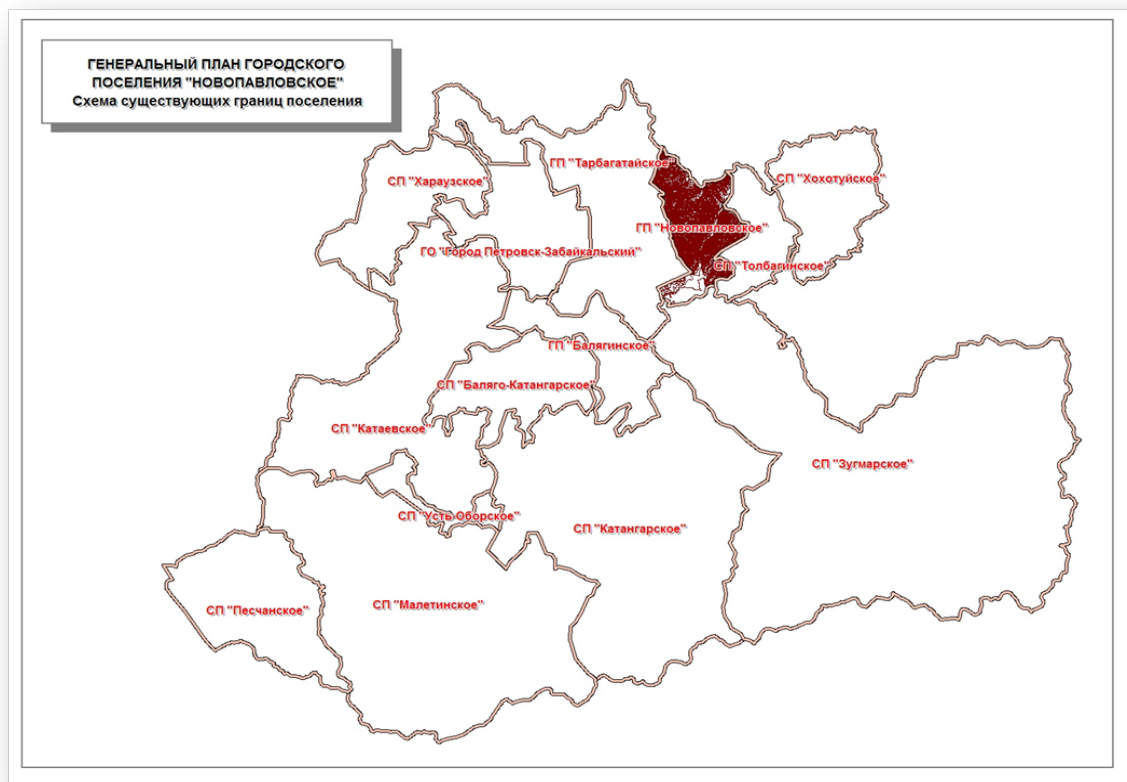 ГЕНЕРАЛЬНЫЙ ПЛАН ГОРОДСКОГО
ПОСЕЛЕНИЯ "НОВОПАВЛОВСКОЕ"
Схема существующих границ поселения
ГП "Тарбагатайское"
СП "Хараузское"
СП "Хохотуйское"
ГП "Новопавловское"
ГО "Город Петровск-Забайкальский"
СП "Толбагинское"
ГП "Балягинское"
СП "Баляго-Катангарское"
СП "Катаевское"
СП "Зугмарское"
СП "Усть-Оборское"
СП "Катангарское"
СП "Песчанское"
СП "Малетинское"